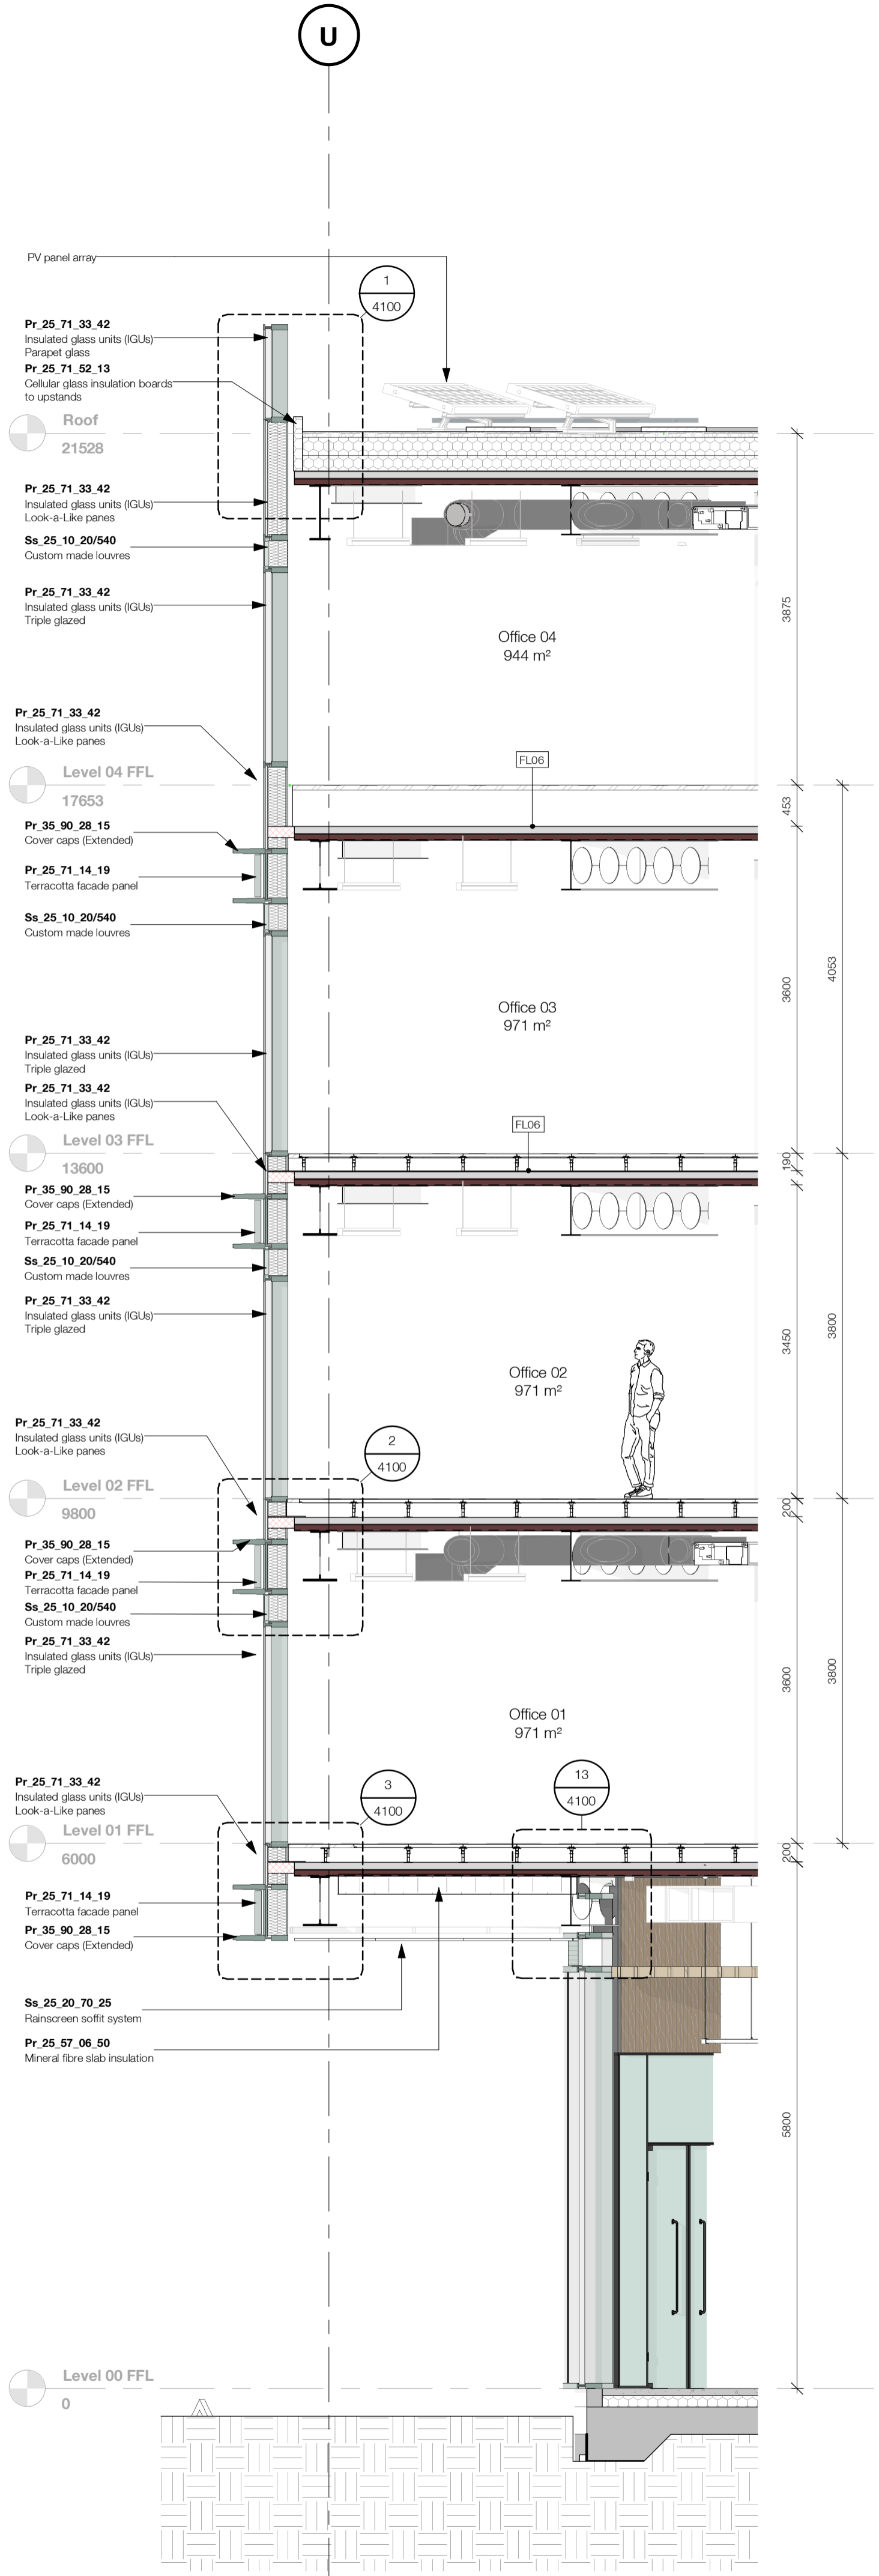 U
PV panel array
1
4100
Pr_25_71_33_42
Insulated glass units (IGUs)
Parapet glass
Pr_25_71_52_13
Cellular glass insulation boards
to upstands
Roof
21528
Pr_25_71_33_42
Insulated glass units (IGUs)
Look-a-Like panes
Ss_25_10_20/540
Custom made louvres
Pr_25_71_33_42
Insulated glass units (IGUs)
Triple glazed
3875
Office 04
944 m²
Pr_25_71_33_42
Insulated glass units (IGUs)
Look-a-Like panes
FL06
Level 04 FFL
17653
453
Pr_35_90_28_15
Cover caps (Extended)
Pr_25_71_14_19
Terracotta facade panel
Ss_25_10_20/540
Custom made louvres
4053
3600
Office 03
971 m²
Pr_25_71_33_42
Insulated glass units (IGUs)
Triple glazed
Pr_25_71_33_42
Insulated glass units (IGUs)
Look-a-Like panes
FL06
Level 03 FFL
13600
190
Pr_35_90_28_15
Cover caps (Extended)
Pr_25_71_14_19
Terracotta facade panel
Ss_25_10_20/540
Custom made louvres
Pr_25_71_33_42
Insulated glass units (IGUs)
Triple glazed
3450
3800
Office 02
971 m²
Pr_25_71_33_42
Insulated glass units (IGUs)
Look-a-Like panes
2
4100
Level 02 FFL
9800
200
Pr_35_90_28_15
Cover caps (Extended)
Pr_25_71_14_19
Terracotta facade panel
Ss_25_10_20/540
Custom made louvres
Pr_25_71_33_42
Insulated glass units (IGUs)
Triple glazed
3600
3800
Office 01
971 m²
Pr_25_71_33_42
Insulated glass units (IGUs)
Look-a-Like panes
3
4100
13
4100
Level 01 FFL
6000
200
Pr_25_71_14_19
Terracotta facade panel
Pr_35_90_28_15
Cover caps (Extended)
Ss_25_20_70_25
Rainscreen soffit system
Pr_25_57_06_50
Mineral fibre slab insulation
5800
Level 00 FFL
0